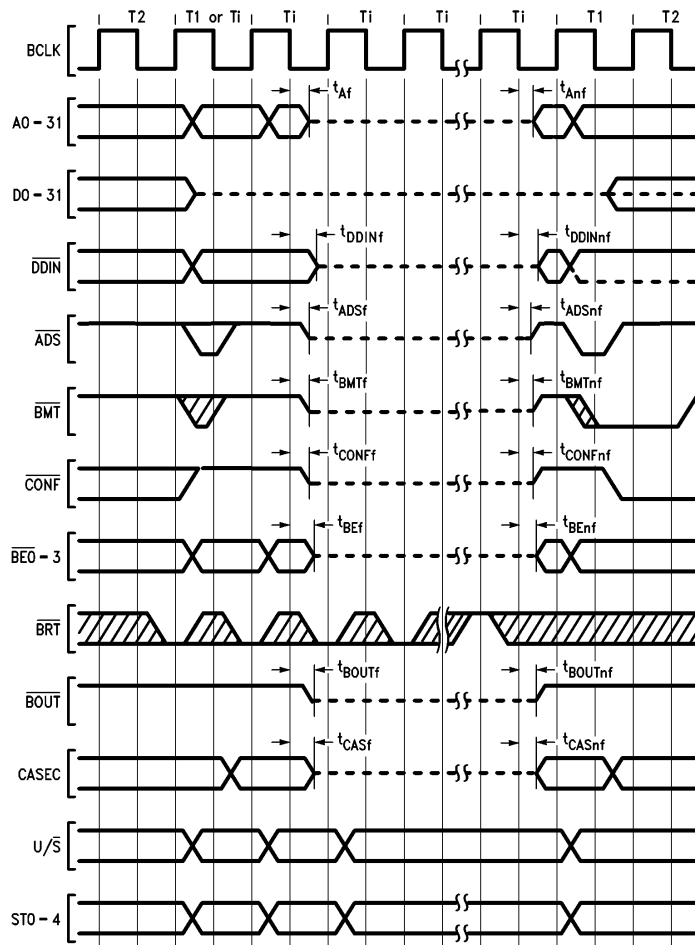 T2 T1 or Ti Ti Ti Ti Ti T1 T2
BCLK
tAf tAnf
A0-31
D0-31
tDDINf tDDINnf
DDIN
tADSf tADSnf
ADS
tBMTf tBMTnf
BMT
tCONFf tCONFnf
CONF
tBEf tBEnf
BE0-3
BRT
tBOUTf tBOUTnf
BOUT
tCASf tCASnf
CASEC
U/S
ST0-4